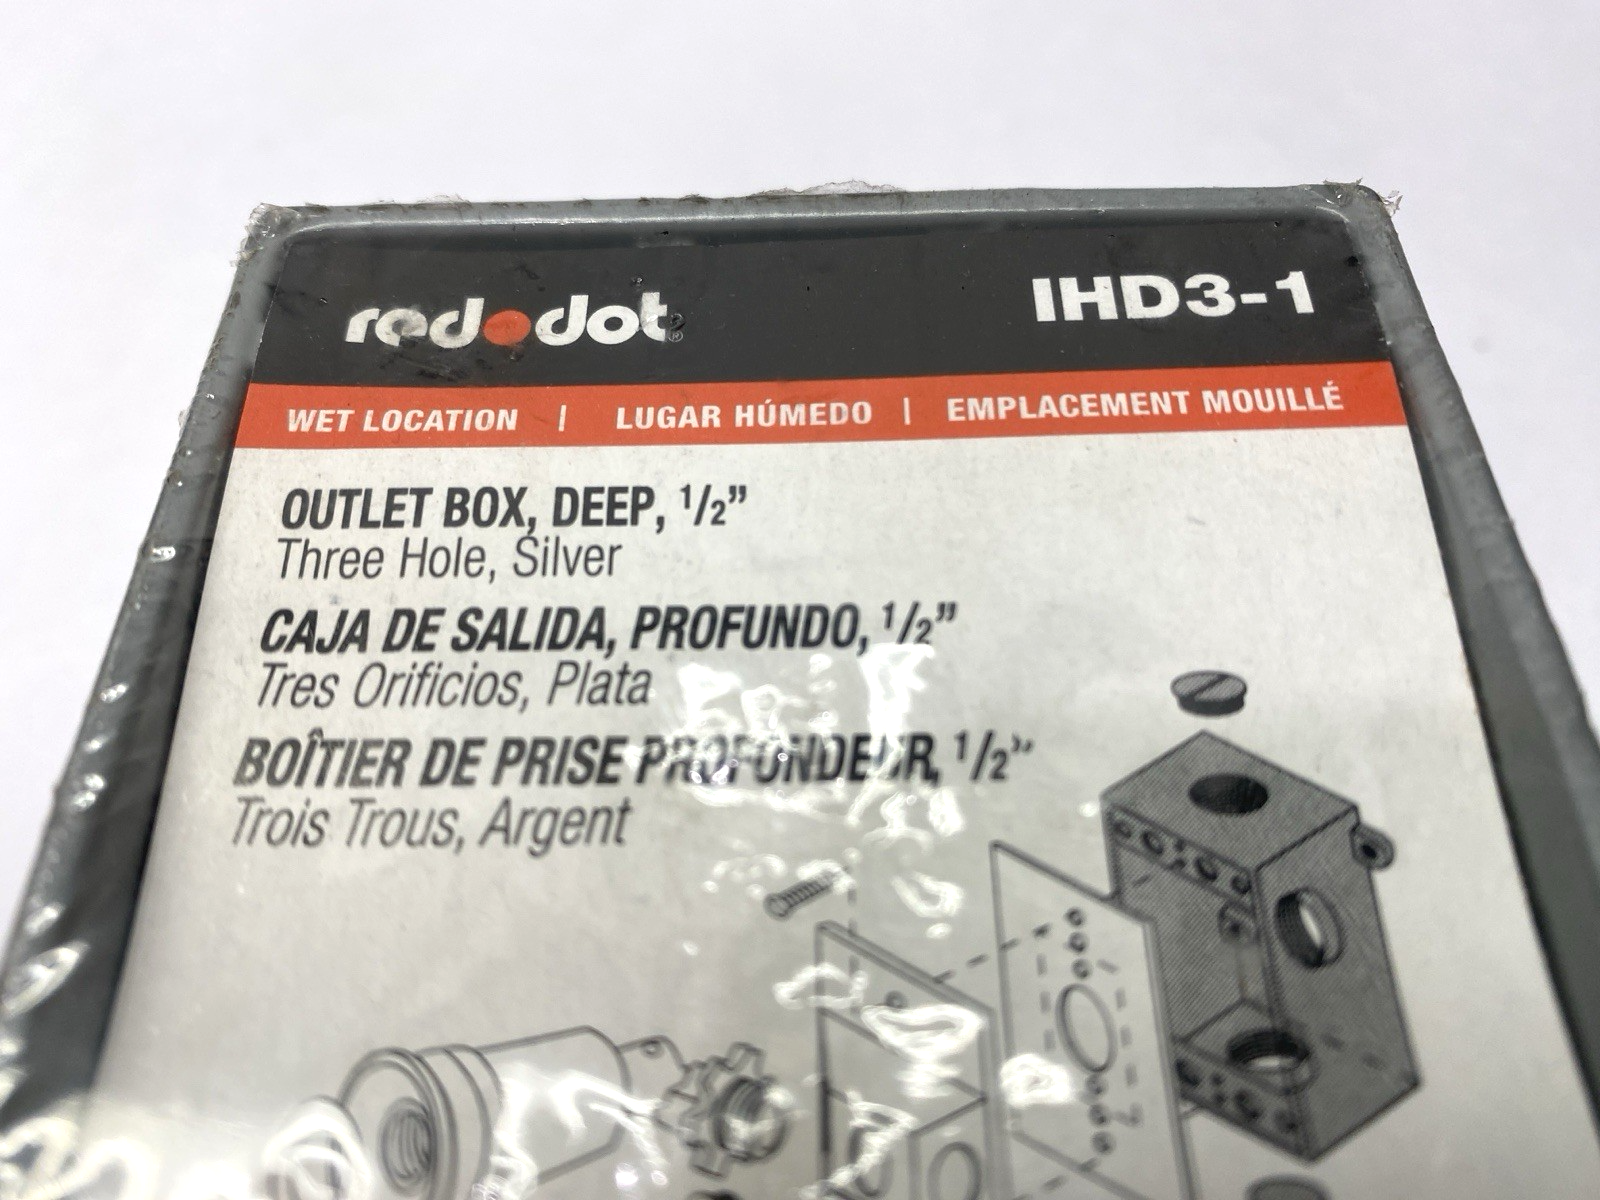 red dot®
IHD3-1
WET LOCATION | LUGAR HÚMEDO | EMPLACEMENT MOUILLÉ
OUTLET BOX, DEEP, 1/2”
Three Hole, Silver
CAJA DE SALIDA, PROFUNDO, 1/2”
Tres Orificios, Plata
BOÎTIER DE PRISE PROFONDEUR, 1/2”
Trois Trous, Argent